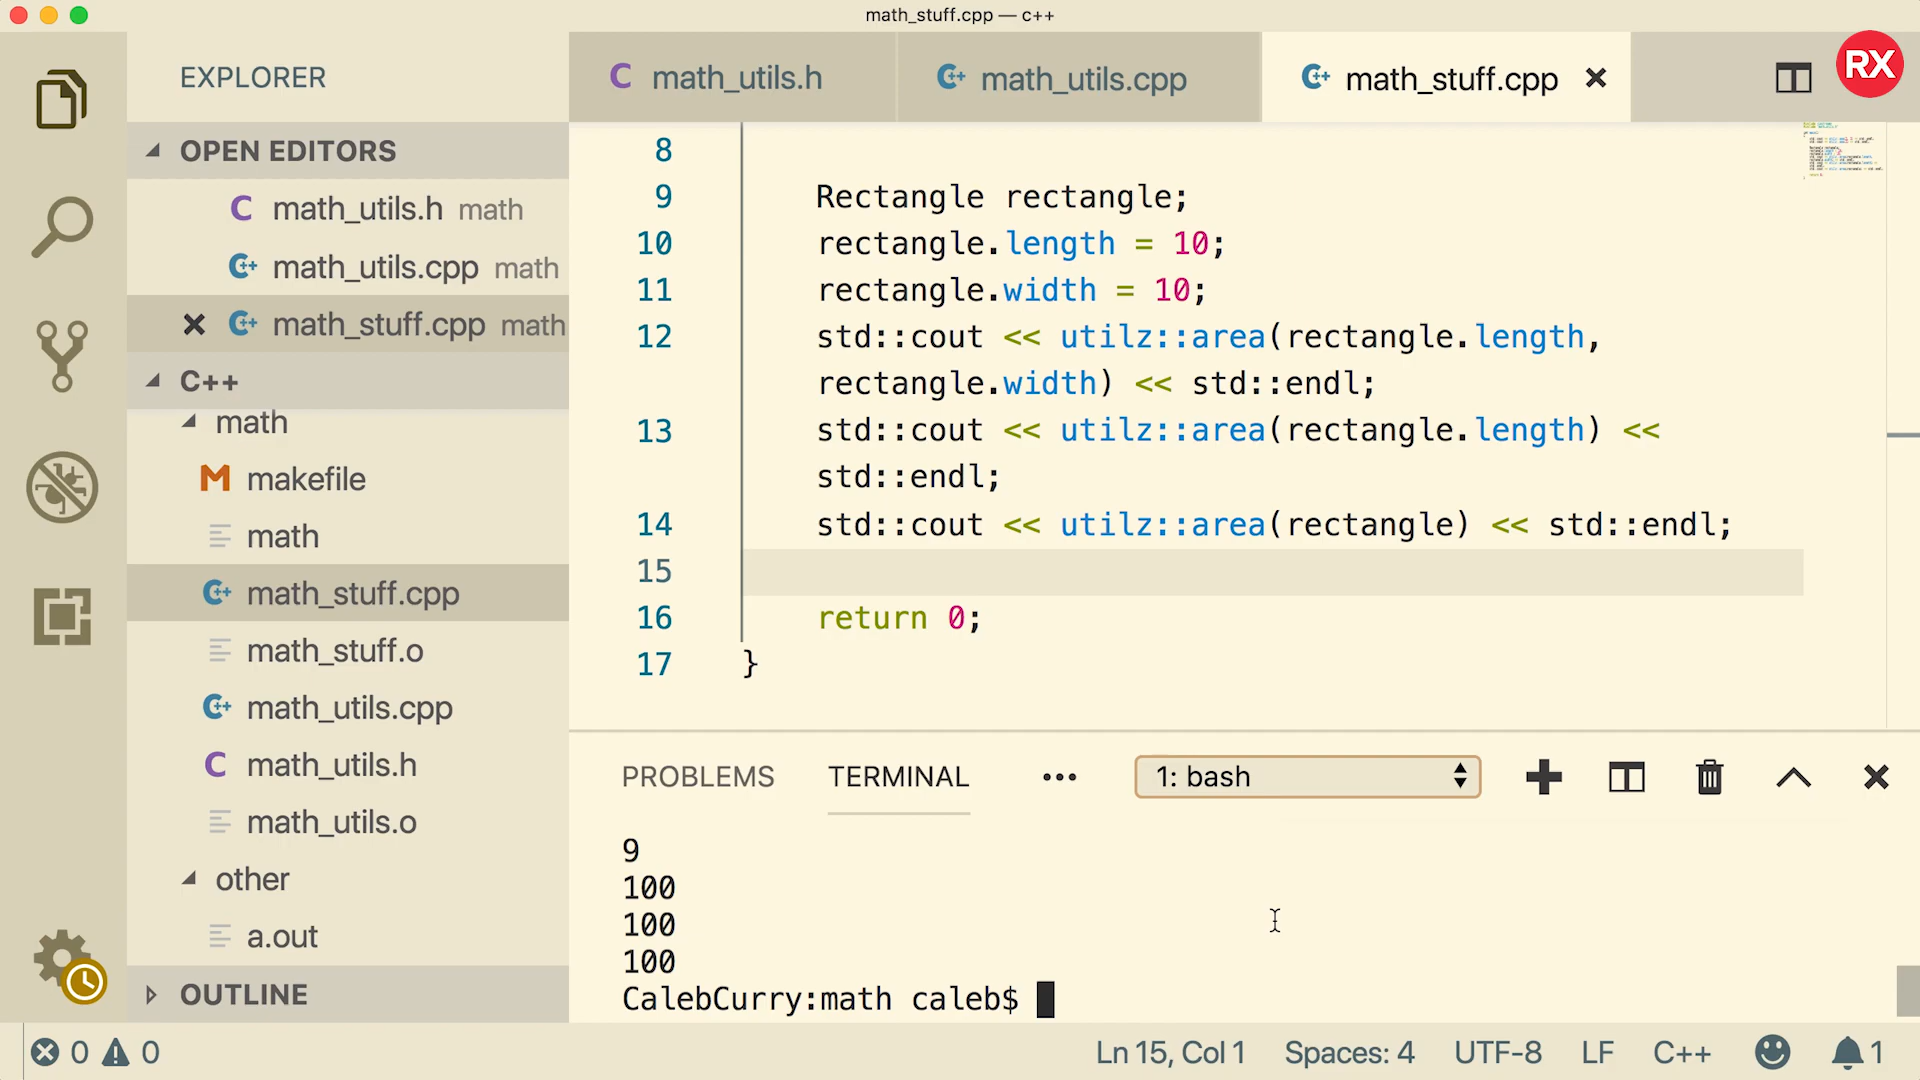 math_stuff.cpp — c++
RX
EXPLORER
C math_utils.h
C++ math_utils.cpp
C++ math_stuff.cpp
OPEN EDITORS
C math_utils.h math
C++ math_utils.cpp math
C++ math_stuff.cpp math
C++
math
M makefile
math
C++ math_stuff.cpp
math_stuff.o
C++ math_utils.cpp
C math_utils.h
math_utils.o
other
a.out
OUTLINE
8
9 Rectangle rectangle;
10 rectangle.length = 10;
11 rectangle.width = 10;
12 std::cout << utilz::area(rectangle.length,
rectangle.width) << std::endl;
13 std::cout << utilz::area(rectangle.length) <<
std::endl;
14 std::cout << utilz::area(rectangle) << std::endl;
15
16 return 0;
17 }
PROBLEMS TERMINAL ••• 1: bash
9
100
100
100
CalebCurry:math caleb$
0 0 Ln 15, Col 1 Spaces: 4 UTF-8 LF C++ 1